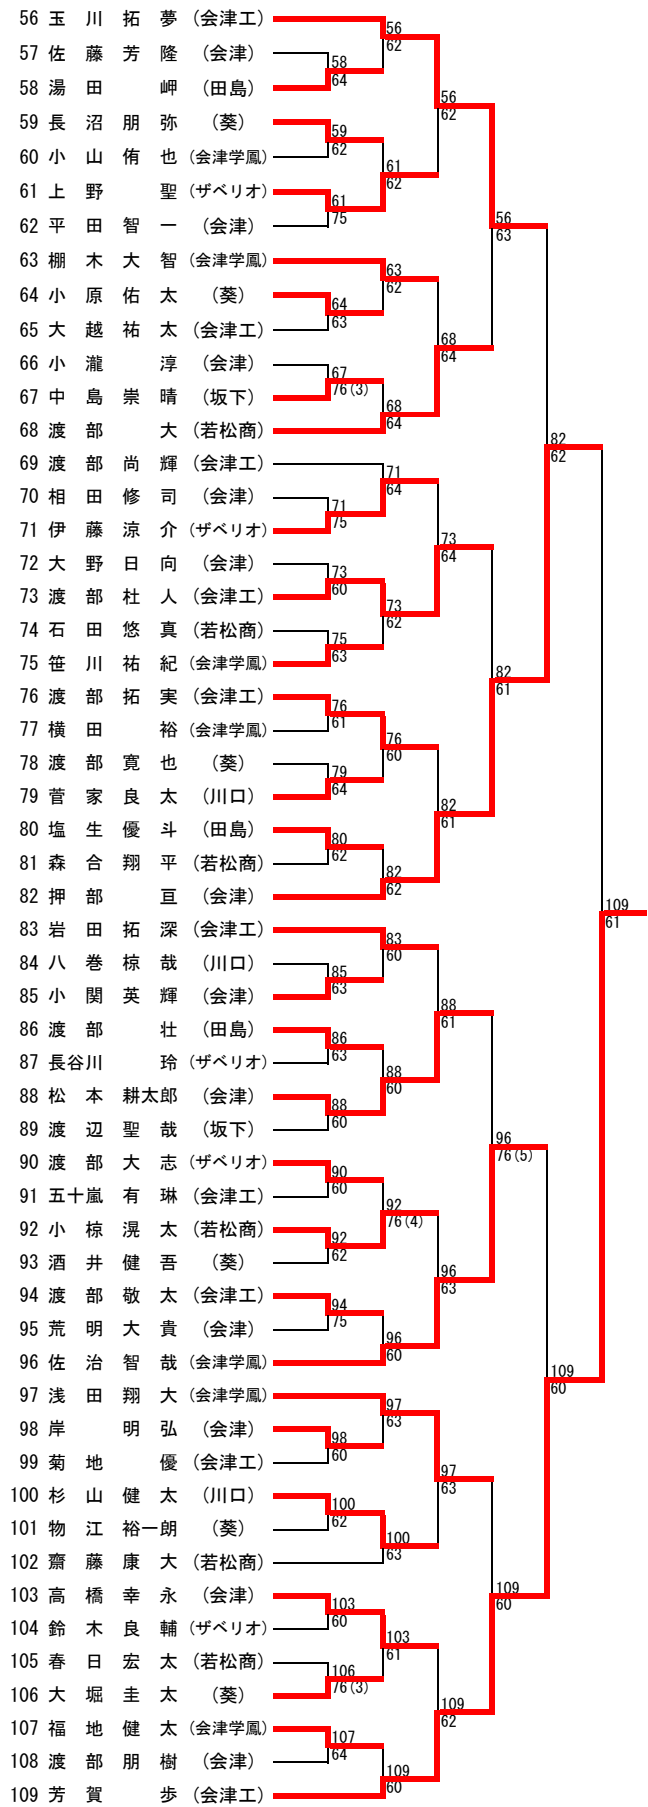 56 玉 川 拓 夢 (会津工)
56
62
57 佐 藤 芳 隆 (会津)
58
64
58 湯 田 岬 (田島)
56
62
59 長 沼 朋 弥 (葵)
59
62
60 小 山 侑 也 (会津学鳳)
61
62
61 上 野 聖 (ザベリオ)
61
75
62 平 田 智 一 (会津)
56
63
63 棚 木 大 智 (会津学鳳)
63
62
64 小 原 佑 太 (葵)
64
63
65 大 越 祐 太 (会津工)
68
64
66 小 瀧 淳 (会津)
67
76(3)
67 中 島 崇 晴 (坂下)
68
64
68 渡 部 大 (若松商)
82
62
69 渡 部 尚 輝 (会津工)
71
64
70 相 田 修 司 (会津)
71
75
71 伊 藤 涼 介 (ザベリオ)
73
64
72 大 野 日 向 (会津)
73
60
73 渡 部 杜 人 (会津工)
73
62
74 石 田 悠 真 (若松商)
75
63
75 笹 川 祐 紀 (会津学鳳)
82
61
76 渡 部 拓 実 (会津工)
76
61
77 横 田 裕 (会津学鳳)
76
60
78 渡 部 寛 也 (葵)
79
64
79 菅 家 良 太 (川口)
82
61
80 塩 生 優 斗 (田島)
80
62
81 森 合 翔 平 (若松商)
82
62
82 押 部 亘 (会津)
109
61
83 岩 田 拓 深 (会津工)
83
60
84 八 巻 椋 哉 (川口)
85
63
85 小 関 英 輝 (会津)
88
61
86 渡 部 壮 (田島)
86
63
87 長谷川 玲 (ザベリオ)
88
60
88 松 本 耕太郎 (会津)
88
60
89 渡 辺 聖 哉 (坂下)
96
76(5)
90 渡 部 大 志 (ザベリオ)
90
60
91 五十嵐 有 琳 (会津工)
92
76(4)
92 小 椋 滉 太 (若松商)
92
62
93 酒 井 健 吾 (葵)
96
63
94 渡 部 敬 太 (会津工)
94
75
95 荒 明 大 貴 (会津)
96
60
96 佐 治 智 哉 (会津学鳳)
109
60
97 浅 田 翔 大 (会津学鳳)
97
63
98 岸 明 弘 (会津)
98
60
99 菊 地 優 (会津工)
97
63
100 杉 山 健 太 (川口)
100
62
101 物 江 裕一朗 (葵)
100
63
102 齋 藤 康 大 (若松商)
109
60
103 高 橋 幸 永 (会津)
103
60
104 鈴 木 良 輔 (ザベリオ)
103
61
105 春 日 宏 太 (若松商)
106
76(3)
106 大 堀 圭 太 (葵)
109
62
107 福 地 健 太 (会津学鳳)
107
64
108 渡 部 朋 樹 (会津)
109
60
109 芳 賀 歩 (会津工)